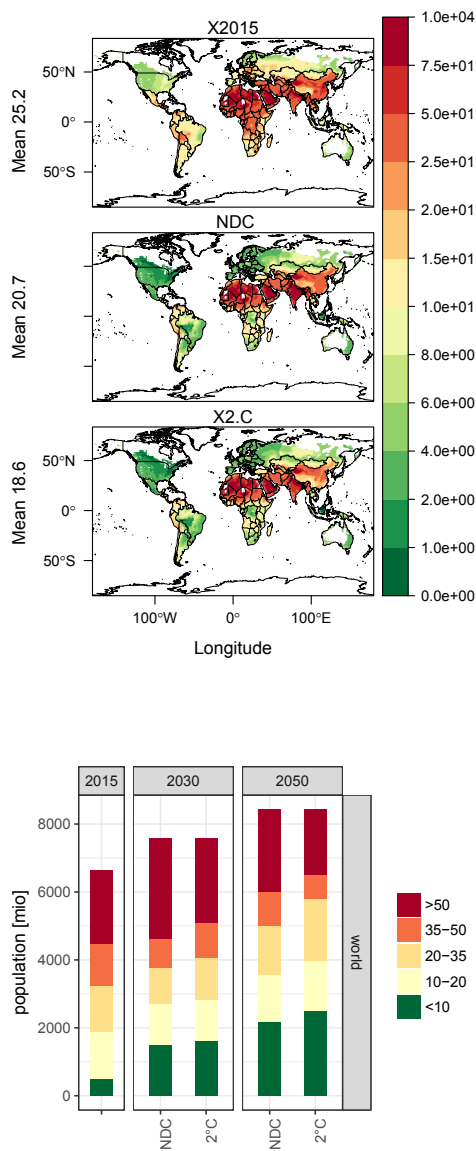 X2015
50°N
0°
50°S
Mean 25.2
NDC
Mean 20.7
X2.C
50°N
0°
50°S
Mean 18.6
100°W
0°
100°E
Longitude
1.0e+04
7.5e+01
5.0e+01
2.5e+01
2.0e+01
1.5e+01
1.0e+01
8.0e+00
6.0e+00
4.0e+00
2.0e+00
1.0e+00
0.0e+00
2015
2030
2050
8000
6000
4000
2000
0
population [mio]
world
NDC
2°C
NDC
2°C
>50
35−50
20−35
10−20
<10